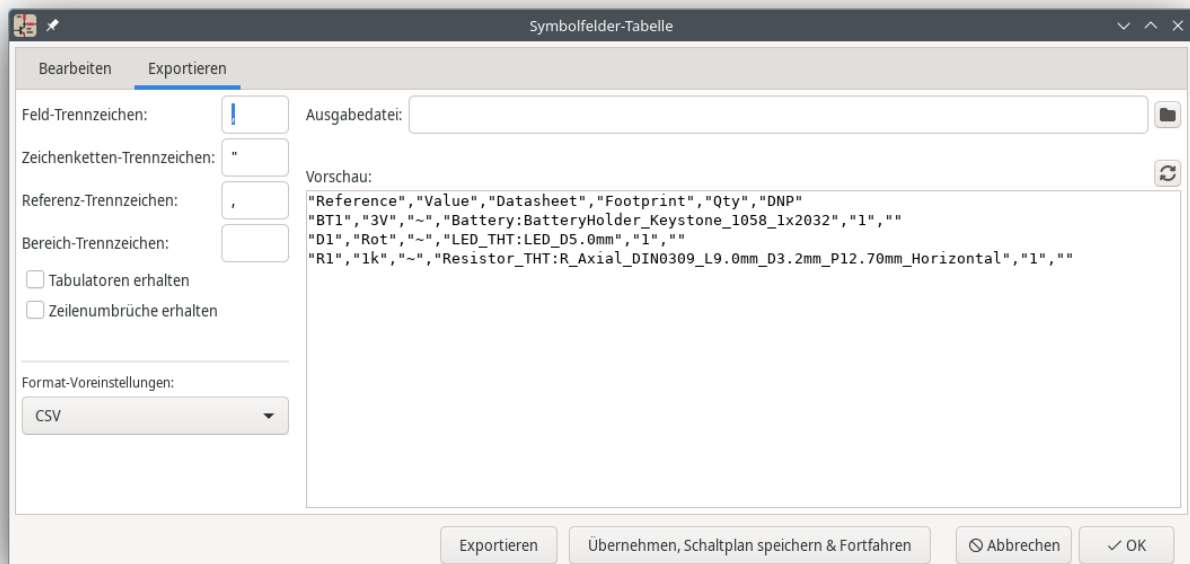 Symbolfelder-Tabelle
Bearbeiten Exportieren
Feld-Trennzeichen: ,
Zeichenketten-Trennzeichen: "
Referenz-Trennzeichen: ,
Bereich-Trennzeichen:
Tabulatoren erhalten
Zeilenumbrüche erhalten
Format-Voreinstellungen:
CSV
Ausgabedatei:
Vorschau:
"Reference","Value","Datasheet","Footprint","Qty","DNP"
"BT1","3V","~","Battery:BatteryHolder_Keystone_1058_1x2032","1",""
"D1","Rot","~","LED_THT:LED_D5.0mm","1",""
"R1","1k","~","Resistor_THT:R_Axial_DIN0309_L9.0mm_D3.2mm_P12.70mm_Horizontal","1",""
Exportieren Übernehmen, Schaltplan speichern & Fortfahren Abbrechen OK